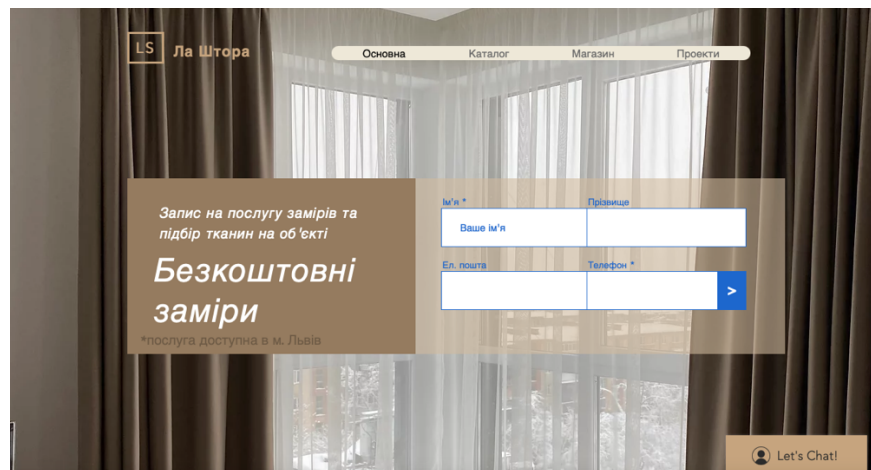 LS
Ла Штора
Основна Каталог Магазин Проекти
Запис на послугу замірів та
підбір тканин на об'єкті
Безкоштовні
заміри
*послуга доступна в м. Львів
Ім'я * Прізвище
Ваше ім'я
Ел. пошта Телефон *
>
Let's Chat!